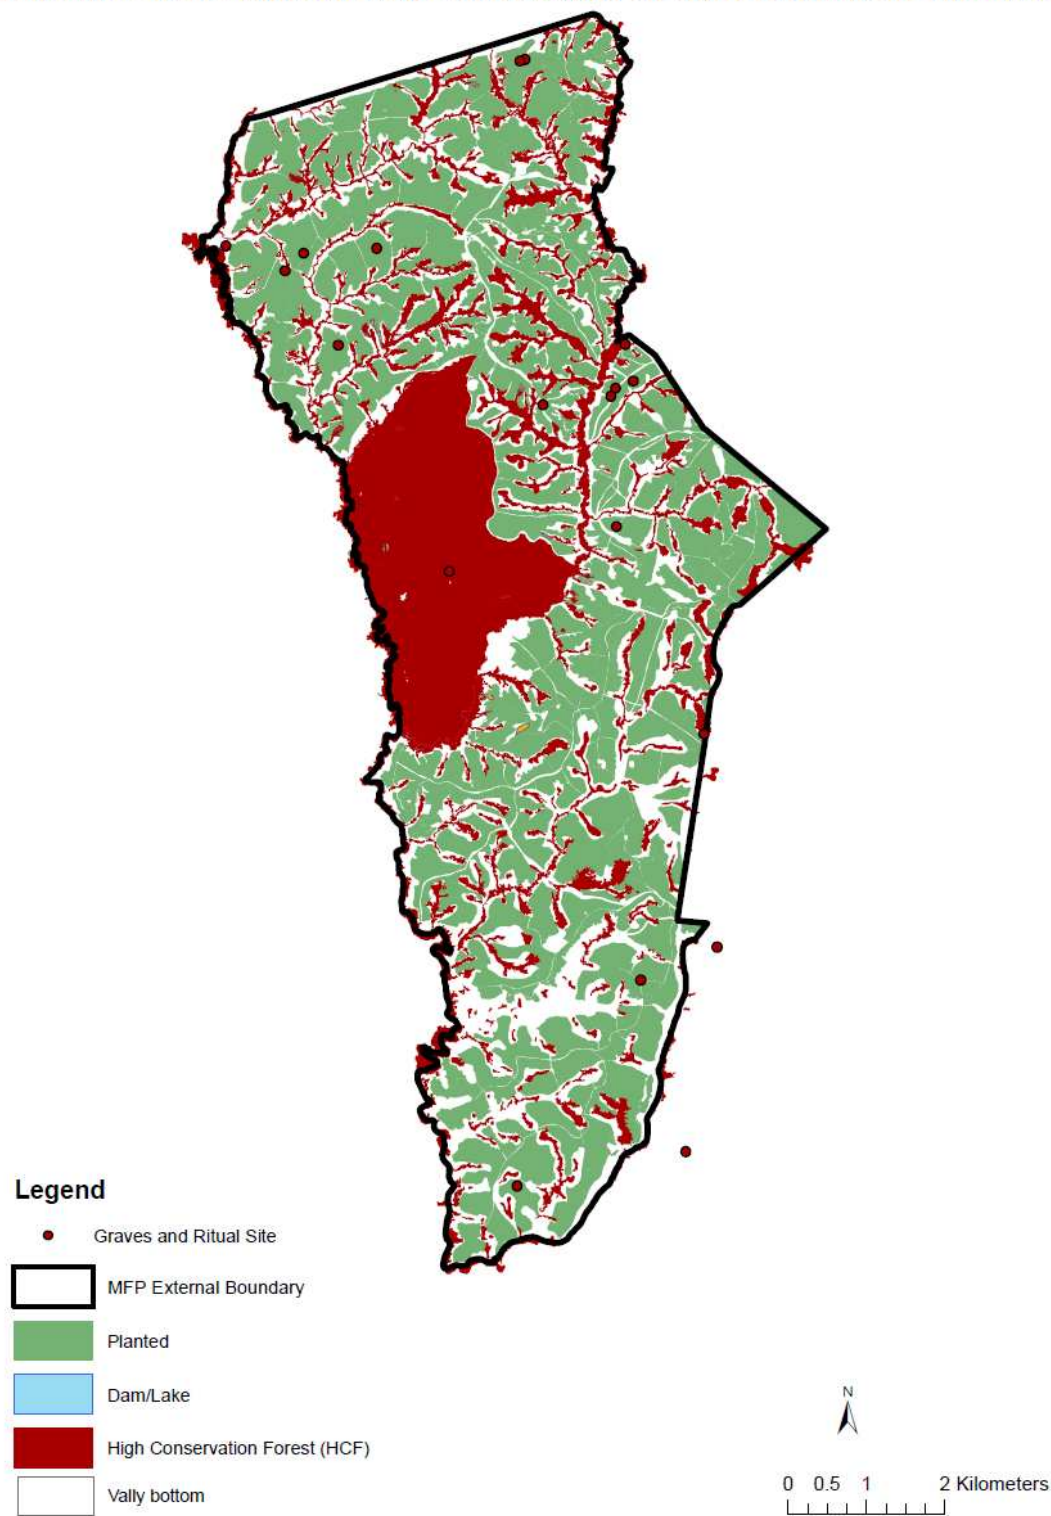 Legend
Graves and Ritual Site
MFP External Boundary
Planted
Dam/Lake
High Conservation Forest (HCF)
Vally bottom
N
0 0.5 1 2 Kilometers